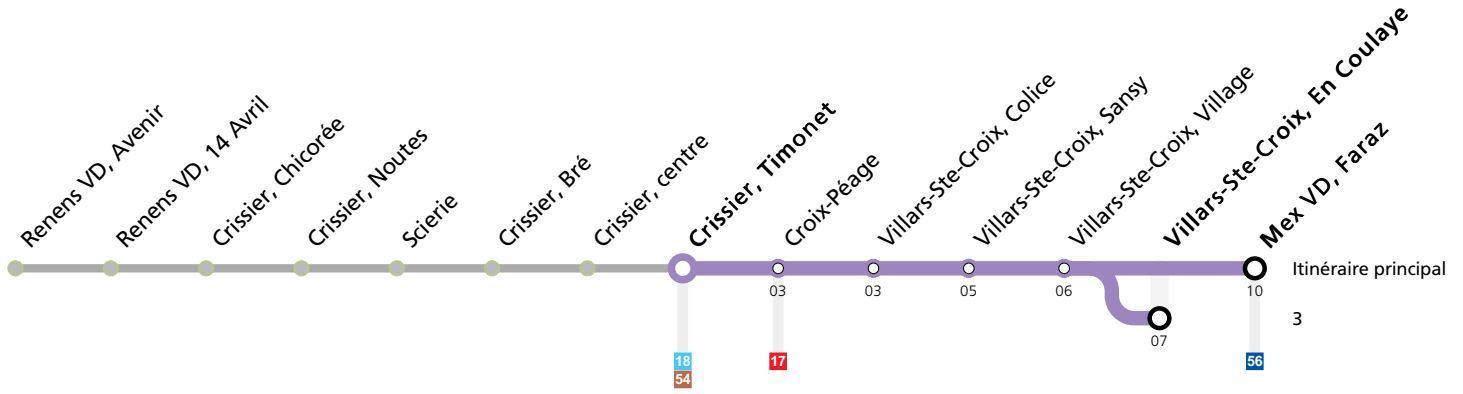 Renens VD, Avenir
Renens VD, 14 Avril
Crissier, Chicorée
Crissier, Noutes
Scierie
Crissier, Bré
Crissier, centre
Crissier, Timonet
Croix-Péage
Villars-Ste-Croix, Colice
Villars-Ste-Croix, Sansy
Villars-Ste-Croix, Village
Villars-Ste-Croix, En Coulaye
Mex VD, Faraz
Itinéraire principal
03 03 05 06 10
3
07
18 17 56
54